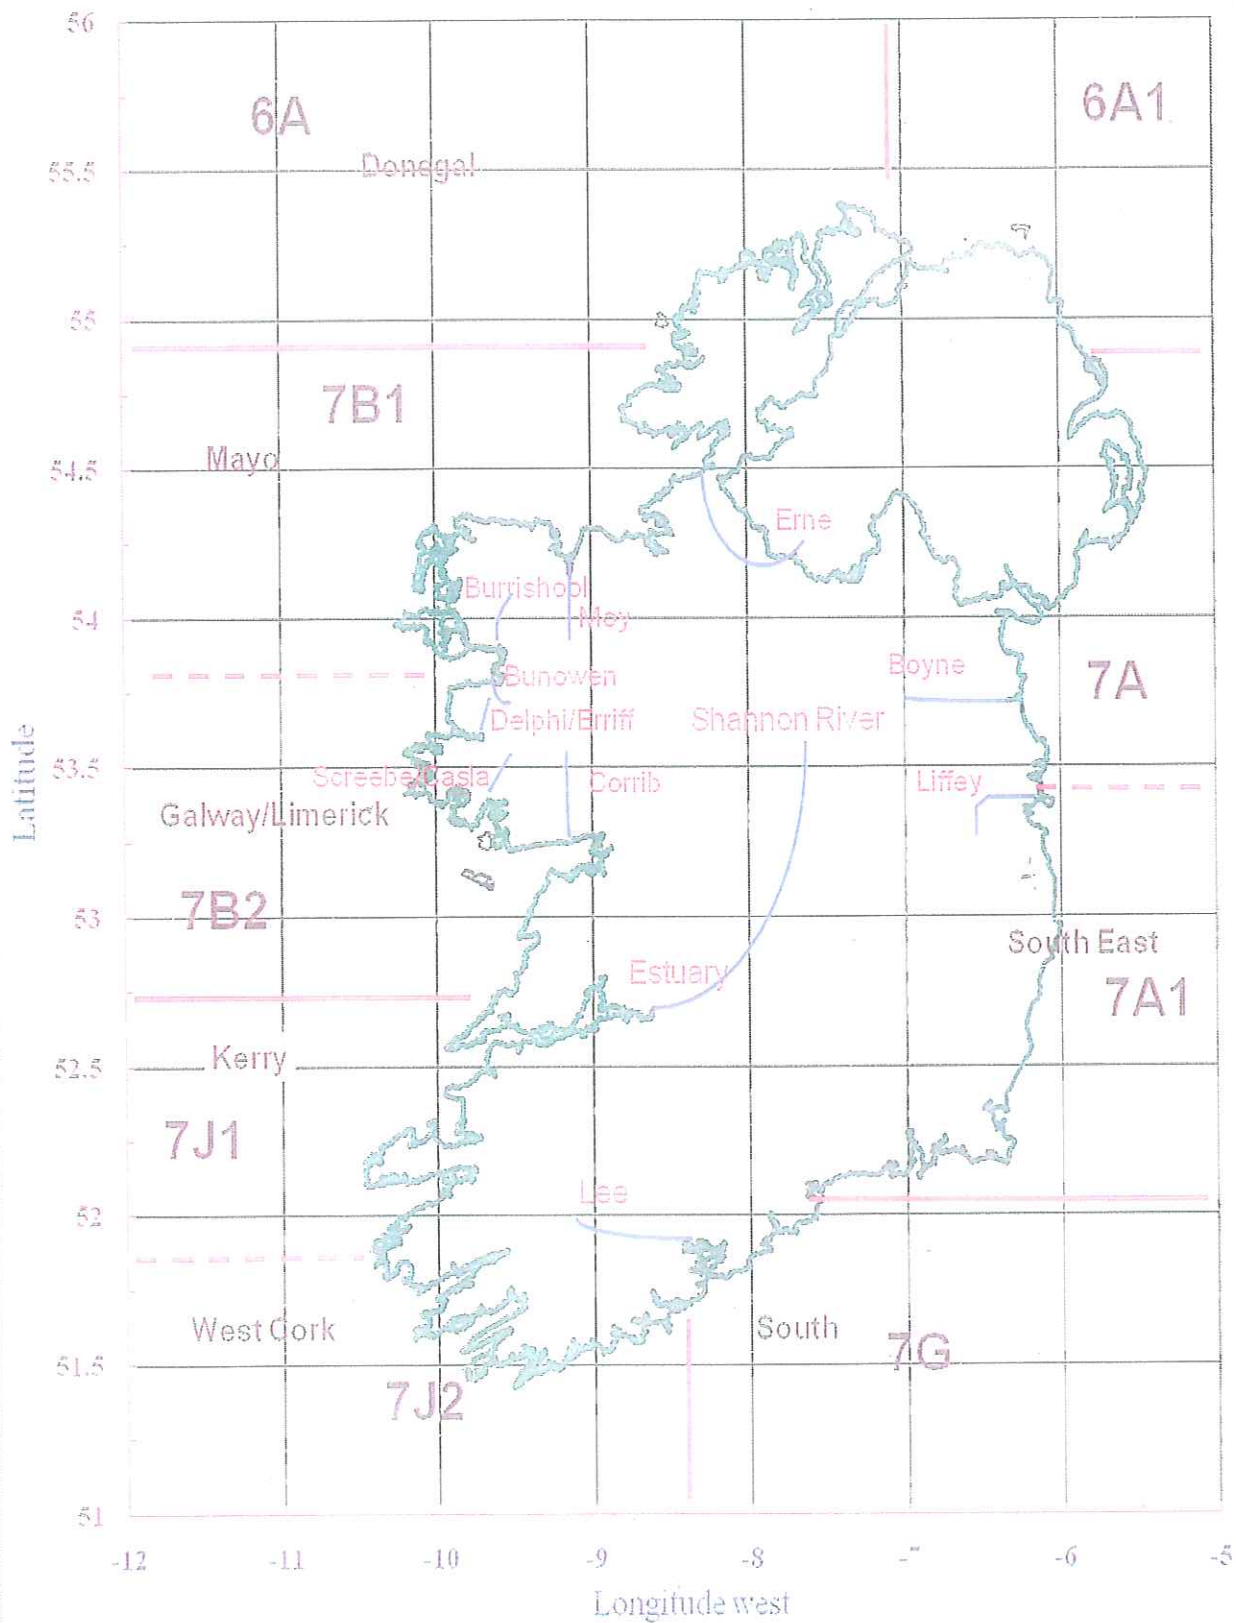 56
6A
6A1
55.5
Donegal
55
7B1
Mayo
54.5
Erne
Burrishool
54
Moy
Boyne
7A
Bunowen
Delphi/Erriff
Shannon River
Latitude
53.5
Screebe/Casla
Corrib
Liffey
Galway/Limerick
7B2
53
South East
Estuary
7A1
Kerry
52.5
7J1
Lee
52
West Cork
South
7G
51.5
7J2
51
-12
-11
-10
-9
-8
-7
-6
-5
Longitude west